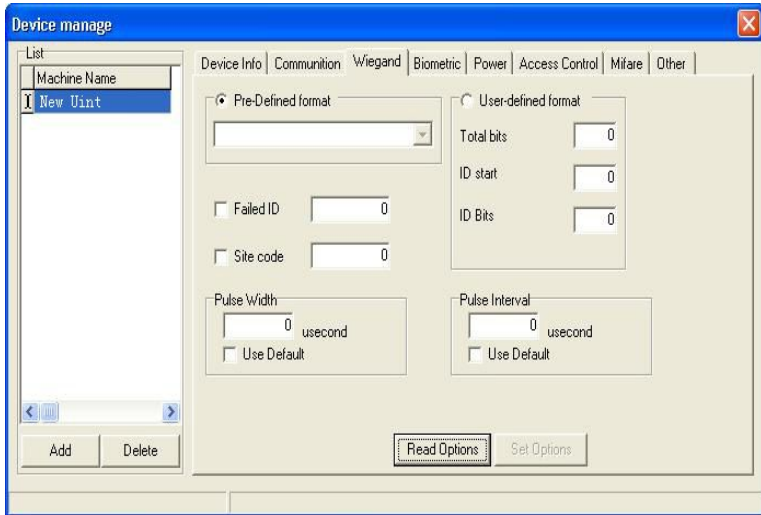 Device manage
List
Machine Name
New Uint
Add Delete
Device Info Communition Wiegand Biometric Power Access Control Mifare Other
Pre-Defined format
Failed ID 0
Site code 0
User-defined format
Total bits 0
ID start 0
ID Bits 0
Pulse Width
0 usecond
Use Default
Pulse Interval
0 usecond
Use Default
Read Options Set Options